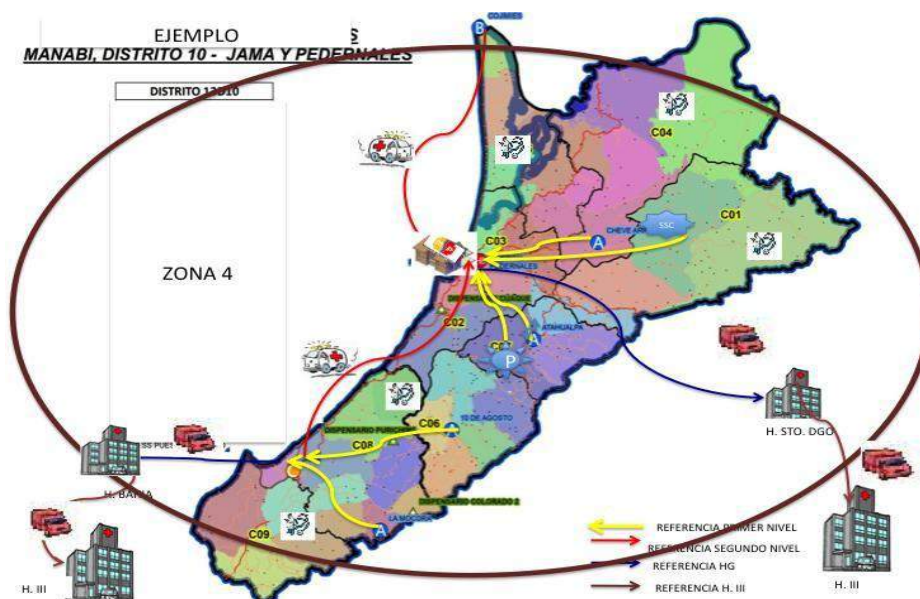 EJEMPLO
S
MANABI, DISTRITO 10 - JAMA Y PEDERNALES
DISTRITO 13D10
ZONA 4
COJIMIES
B
C04
C01
SSC
CHEVE
A
C03
C02
ATAHUALPA
A
P
10 DE AGOSTO
C06
DISPENSARIO
C08
DISPENSARIO COLORADO 2
LA MOCORA
A
C09
H. BAHIA
H. III
H. STO. DGO
H. III
REFERENCIA PRIMER NIVEL
REFERENCIA SEGUNDO NIVEL
REFERENCIA HG
REFERENCIA H. III